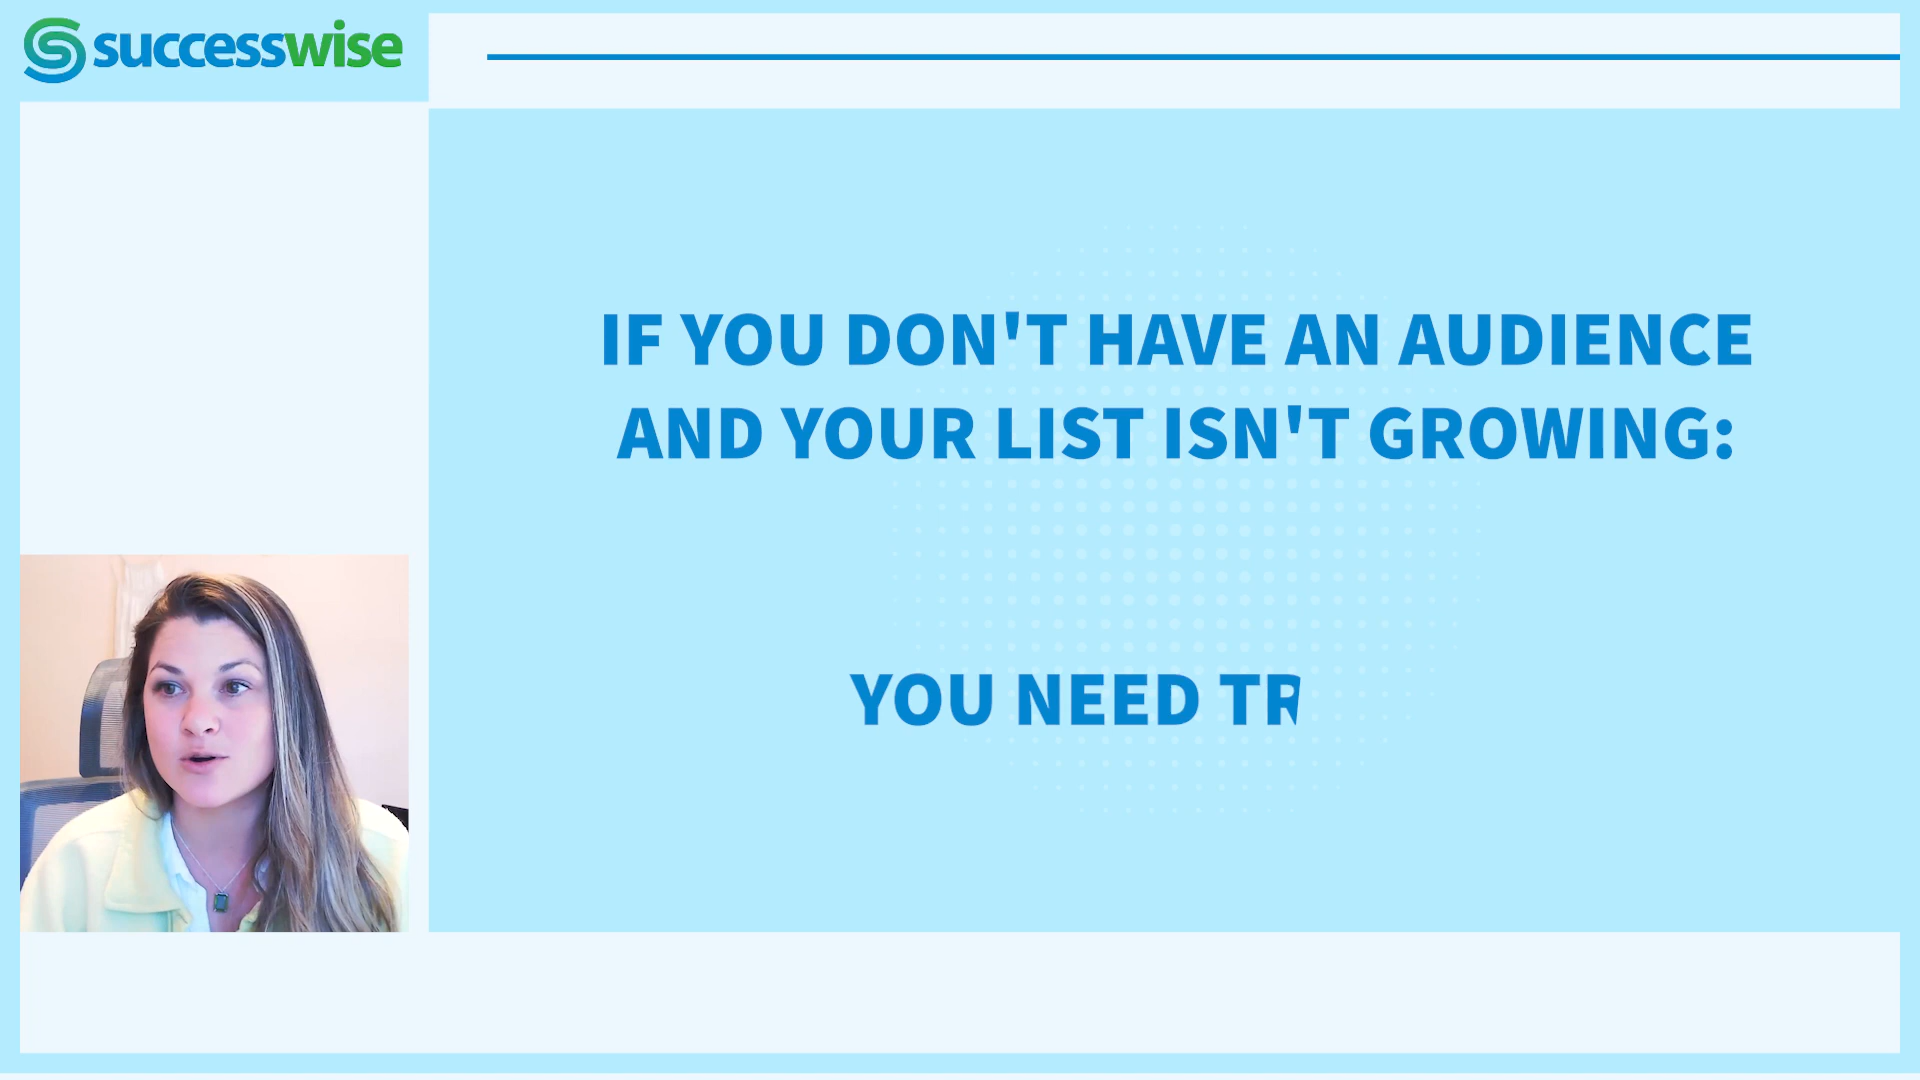 successwise
IF YOU DON'T HAVE AN AUDIENCE
AND YOUR LIST ISN'T GROWING:
YOU NEED TR